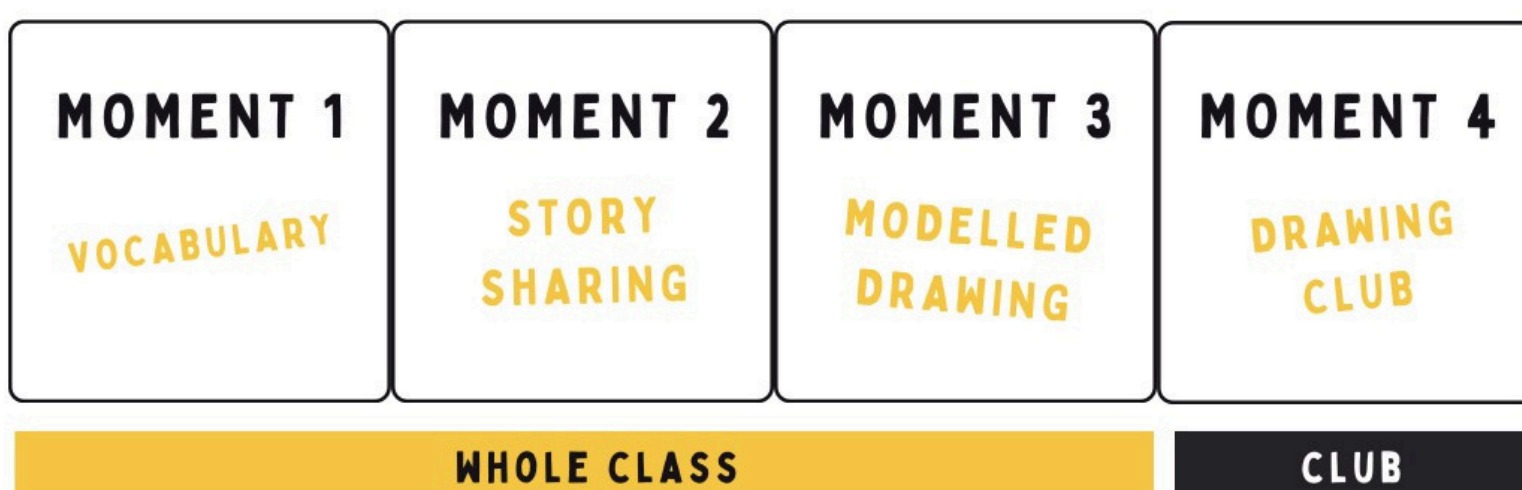 MOMENT 1
VOCABULARY
MOMENT 2
STORY
SHARING
MOMENT 3
MODELLED
DRAWING
MOMENT 4
DRAWING
CLUB
WHOLE CLASS
CLUB